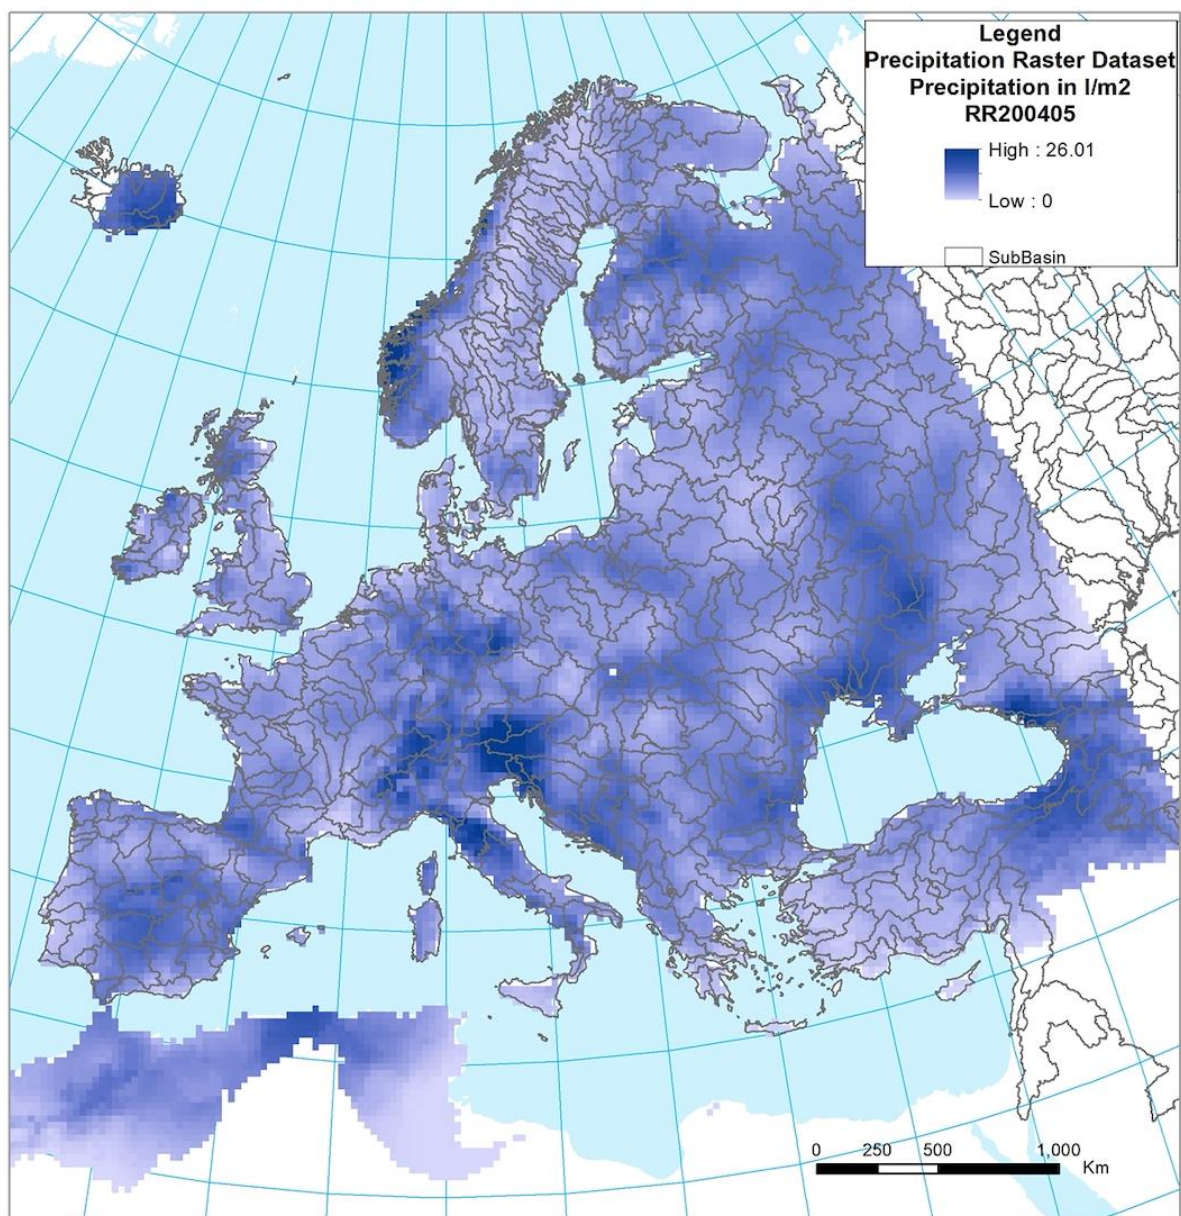 Legend
Precipitation Raster Dataset
Precipitation in l/m2
RR200405
High : 26.01
Low : 0
SubBasin
0 250 500 1,000
Km